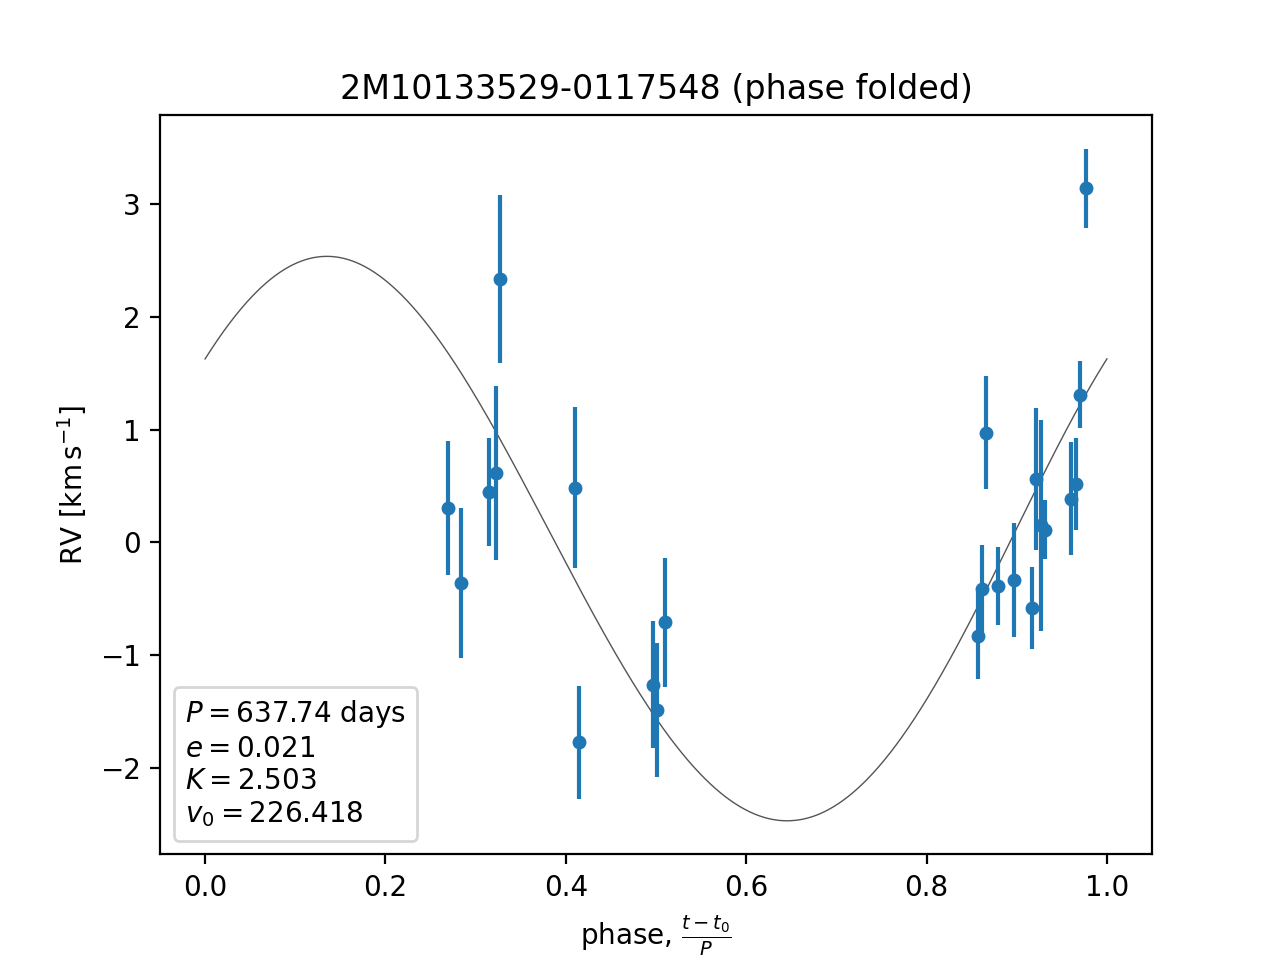 2M10133529-0117548 (phase folded)
RV [km s⁻¹]
3
2
1
0
−1
−2
P = 637.74 days
e = 0.021
K = 2.503
v₀ = 226.418
0.0 0.2 0.4 0.6 0.8 1.0
phase, (t − t₀)/P